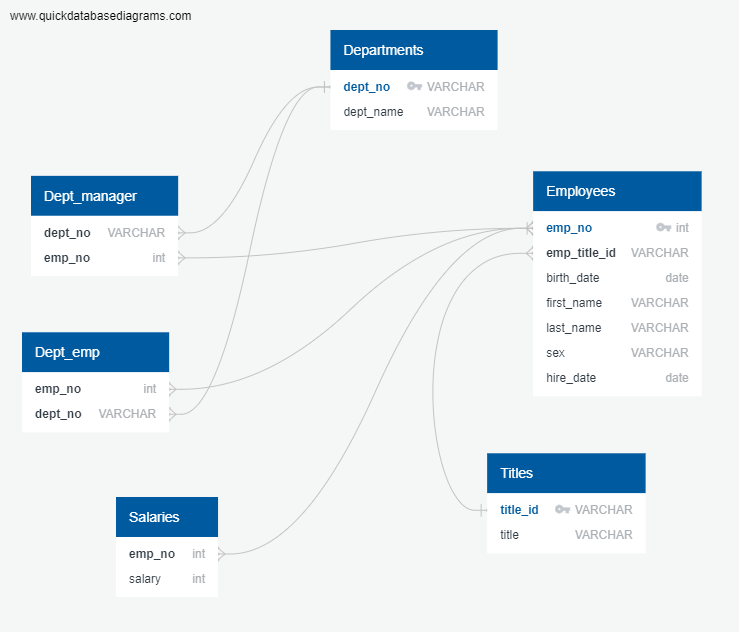 www.quickdatabasediagrams.com
Departments
dept_no VARCHAR
dept_name VARCHAR
Dept_manager
dept_no VARCHAR
emp_no int
Employees
emp_no int
emp_title_id VARCHAR
birth_date date
first_name VARCHAR
last_name VARCHAR
sex VARCHAR
hire_date date
Dept_emp
emp_no int
dept_no VARCHAR
Titles
title_id VARCHAR
title VARCHAR
Salaries
emp_no int
salary int